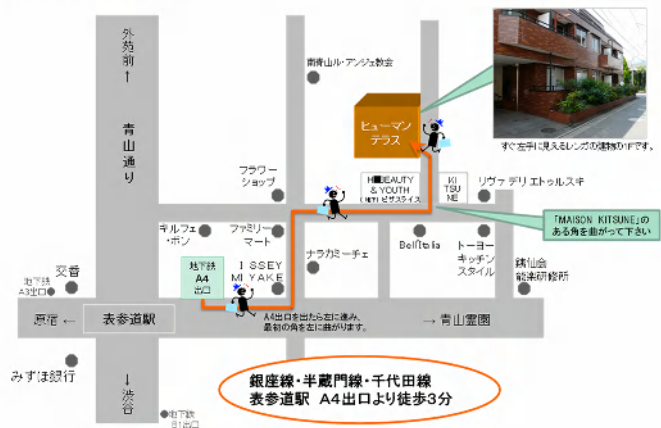 外苑前
←
青山通り
南青山ル・アンジェ教会
ヒューマン
テラス
すぐ左手に見えるレンガの建物の1Fです。
フラワー
ショップ
H■BEAUTY
& YOUTH
KI
TSU
NE
リヴァ デリ エトゥルスキ
「MAISON KITSUNE」の
ある角を曲がって下さい
キルフェ・
ボン
ファミリー
マート
ナラカミーチェ
Bellitalia
トーヨー
キッチン
スタイル
銕仙会
能楽研修所
地下鉄
A4
出口
ISSEY
MIYAKE
交番
地下鉄
A3出口
A4出口を出たら左に進み、
最初の角を左に曲がります。
原宿 ←
表参道駅
→ 青山霊園
みずほ銀行
→
渋谷
地下鉄
B1出口
銀座線・半蔵門線・千代田線
表参道駅 A4出口より徒歩3分